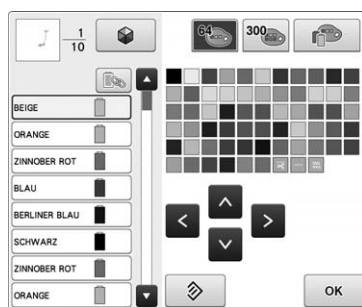 1
10
64
300
BEIGE
ORANGE
ZINNOBER ROT
BLAU
BERLINER BLAU
SCHWARZ
ZINNOBER ROT
ORANGE
OK